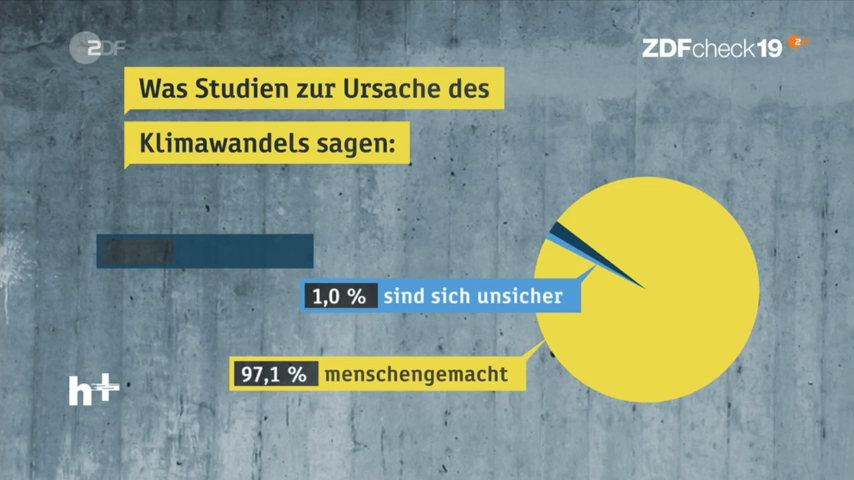 ZDF
ZDFcheck19
Was Studien zur Ursache des
Klimawandels sagen:
1,0 % sind sich unsicher
97,1 % menschengemacht
h+